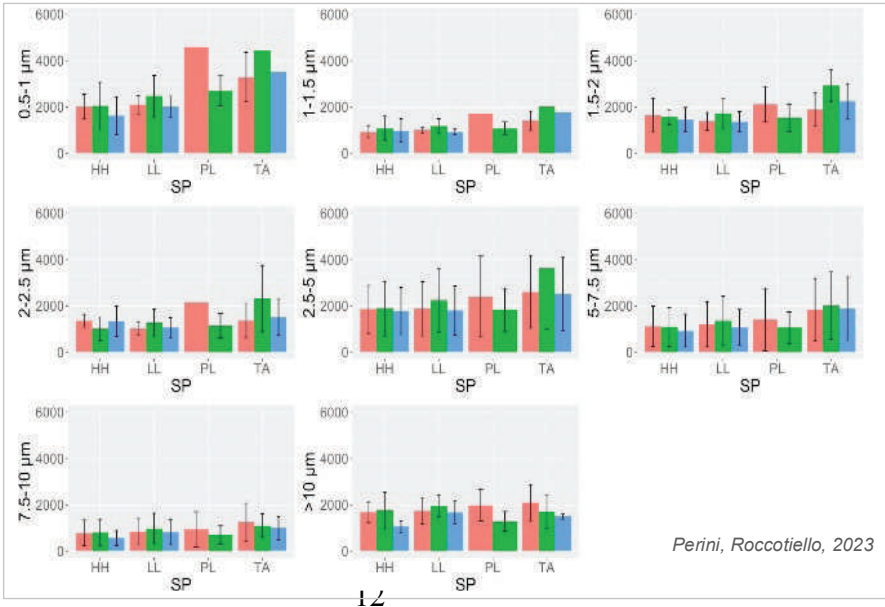 6000
4000
2000
0
0.5-1 µm
HH LL PL TA
SP
6000
4000
2000
0
1-1.5 µm
HH LL PL TA
SP
6000
4000
2000
0
1.5-2 µm
HH LL PL TA
SP
6000
4000
2000
0
2-2.5 µm
HH LL PL TA
SP
6000
4000
2000
0
2.5-5 µm
HH LL PL TA
SP
6000
4000
2000
0
5-7.5 µm
HH LL PL TA
SP
6000
4000
2000
0
7.5-10 µm
HH LL PL TA
SP
6000
4000
2000
0
>10 µm
HH LL PL TA
SP
Perini, Roccotiello, 2023
12